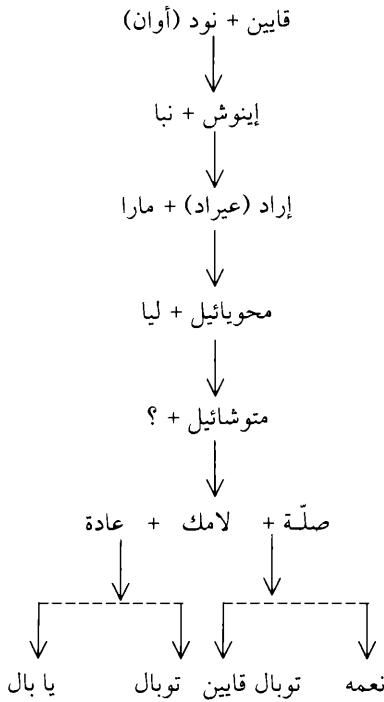 قايين + نود (أوان)
إينوش + نبا
إراد (عيراد) + مارا
محويائيل + ليا
متوشائيل + ؟
صلّـة + لامك + عادة
نعمه توبال قايين توبال يا بال